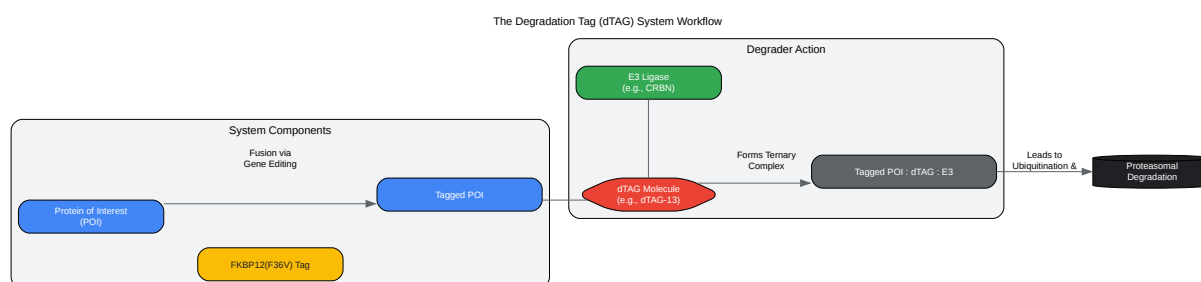 The Degradation Tag (dTAG) System Workflow
Degrader Action
E3 Ligase
(e.g., CRBN)
System Components
Fusion via
Gene Editing
Forms Ternary
Complex
Leads to
Ubiquitination &
Proteasomal
Degradation
Tagged POI : dTAG : E3
Tagged POI
dTAG Molecule
(e.g., dTAG-13)
Protein of Interest
(POI)
FKBP12(F36V) Tag